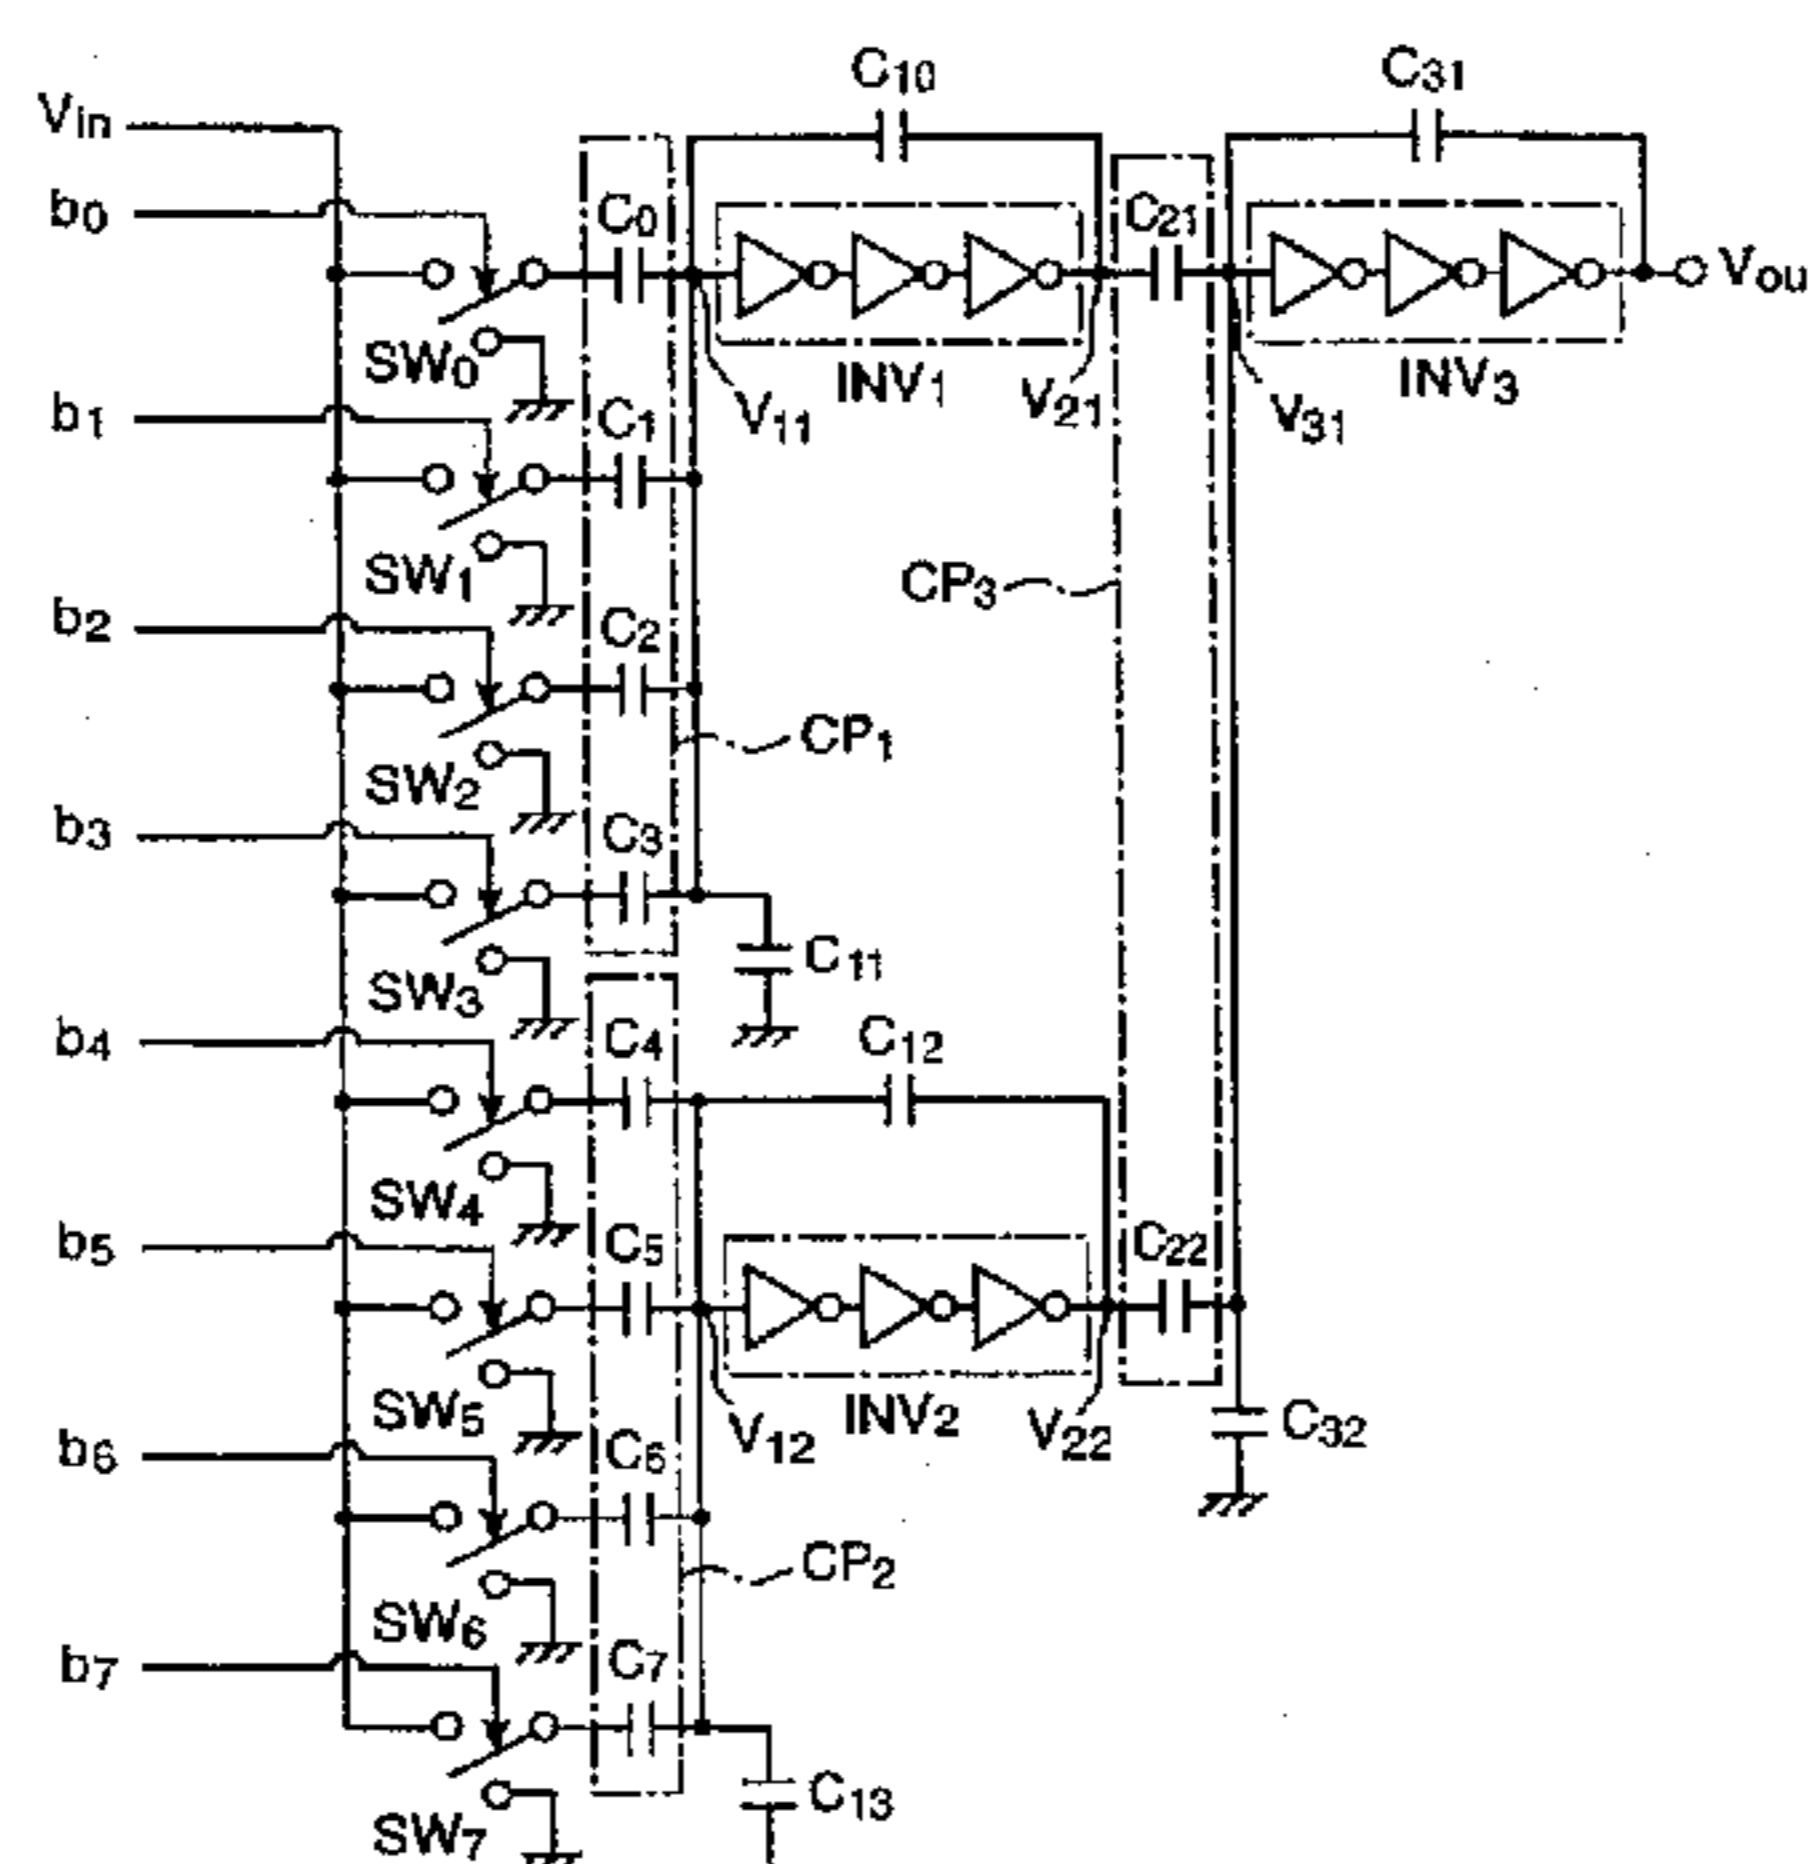 C10 C31
Vin
b0 C0 C21
Vou
SW0 INV1 V21 INV3
b1 C1 V11 V31
SW1 CP3
b2 C2
CP1
SW2
b3 C3
C11
SW3
b4 C4 C12
SW4
b5 C5 C22
SW5 V12 INV2 V22 C32
b6 C6
CP2
SW6
b7 C7
C13
SW7